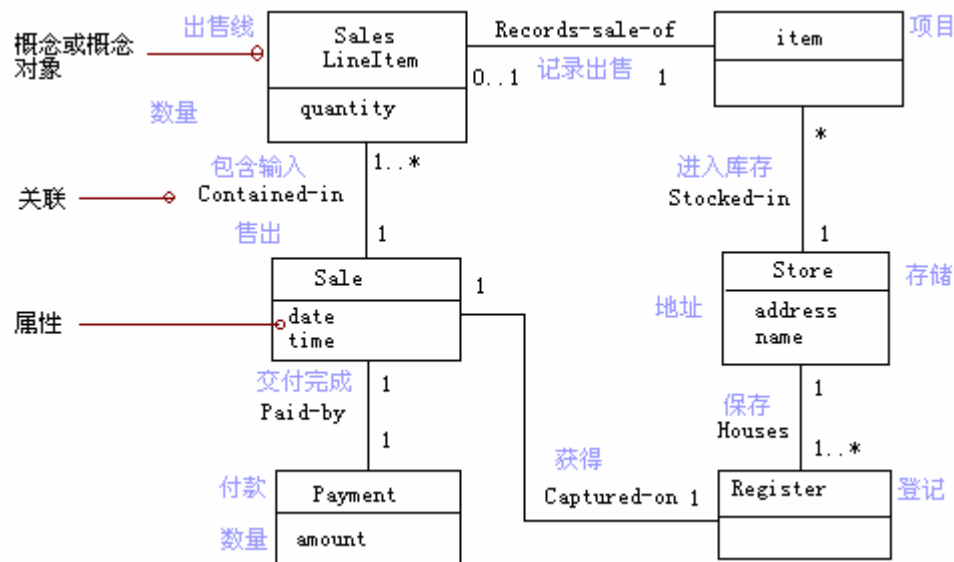 概念或概念
对象
出售线
Sales
LineItem
quantity
数量
Records-sale-of
0..1
记录出售
1
item
项目
关联
包含输入
Contained-in
售出
1..*
1
进入库存
Stocked-in
*
1
属性
Sale
date
time
1
地址
Store
address
name
存储
交付完成
Paid-by
1
1
保存
Houses
1
1..*
付款
数量
Payment
amount
获得
Captured-on 1
Register
登记